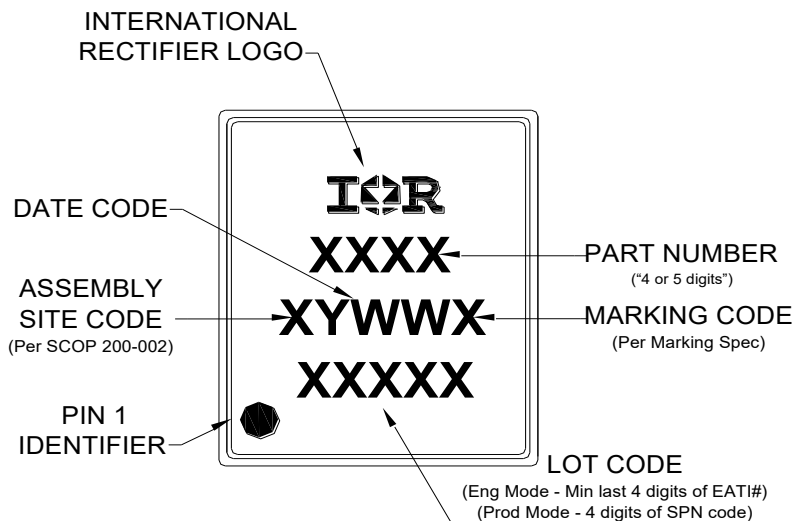 INTERNATIONAL
RECTIFIER LOGO
IOR
DATE CODE
XXXX
PART NUMBER
(“4 or 5 digits”)
ASSEMBLY
SITE CODE
(Per SCOP 200-002)
XYWWX
MARKING CODE
(Per Marking Spec)
XXXXX
PIN 1
IDENTIFIER
LOT CODE
(Eng Mode - Min last 4 digits of EATI#)
(Prod Mode - 4 digits of SPN code)